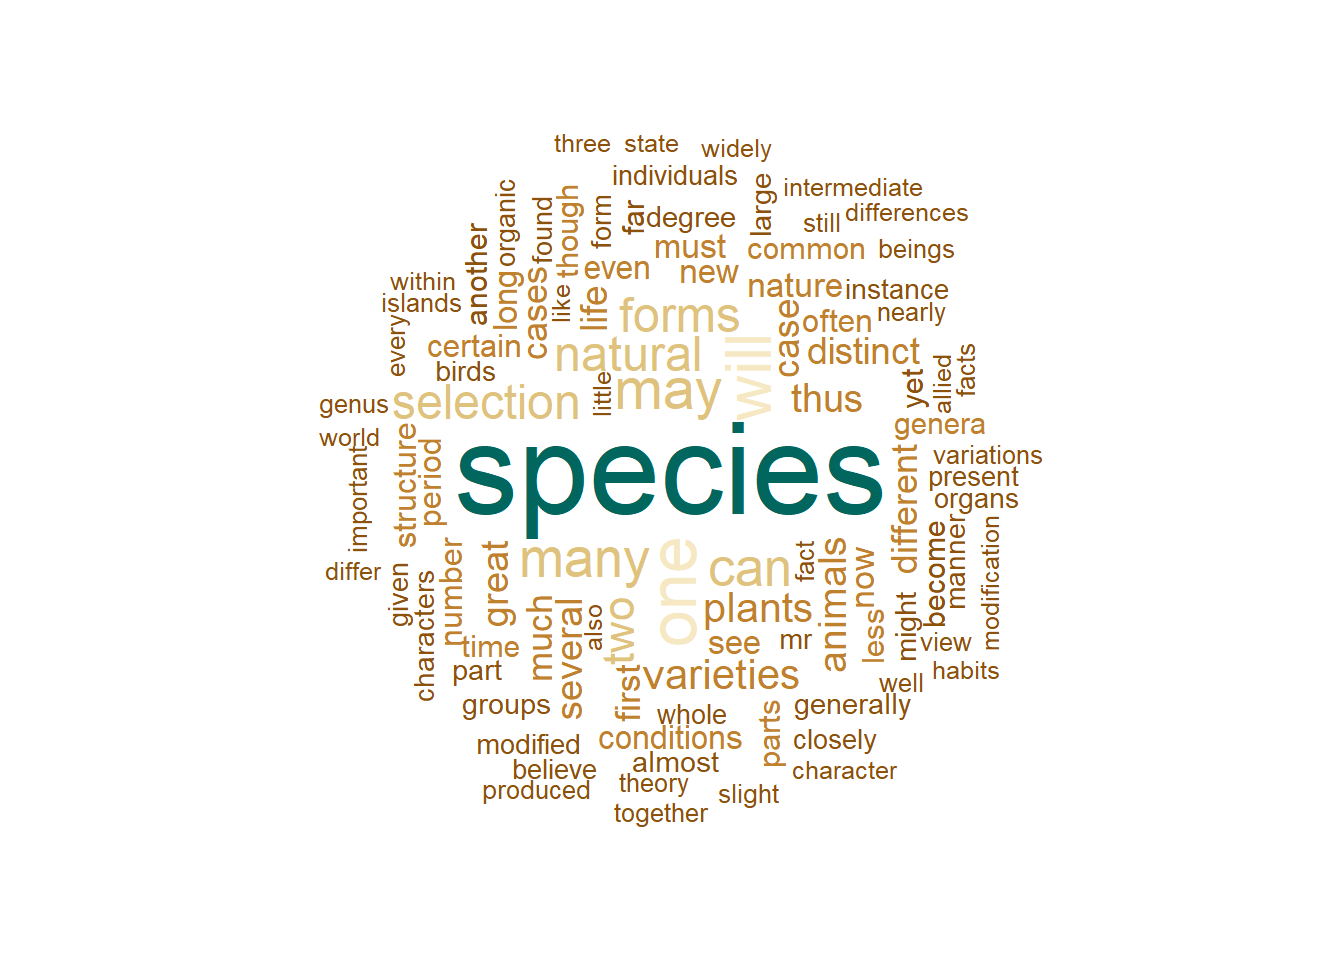 three state widely
individuals
intermediate
differences
large
organic
found
though
form
far
degree
still
another
must
common
beings
within
long
cases
even
new
nature
instance
islands
like
life
forms
case
often
nearly
every
certain
natural
will
distinct
birds
little
may
thus
yet
allied
facts
genus
selection
genera
world
structure
period
species
different
variations
present
organs
important
many
one
can
fact
animals
now
become
manner
modification
differ
given
characters
number
great
much
several
also
two
plants
less
might
view
time
see
mr
part
first
varieties
well
habits
groups
whole
parts
generally
modified
conditions
closely
believe
almost
character
produced
theory
slight
together